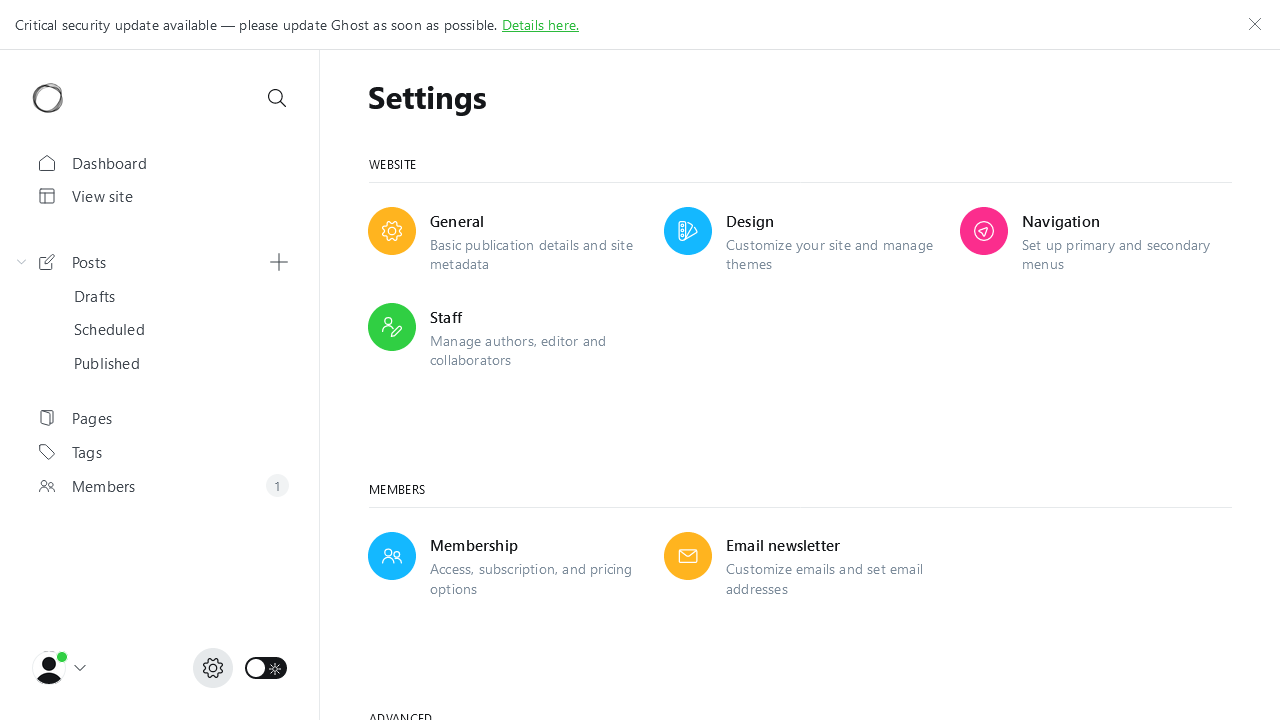 Critical security update available — please update Ghost as soon as possible. Details here.
Settings
Dashboard
View site
Posts
Drafts
Scheduled
Published
Pages
Tags
Members 1
WEBSITE
General
Basic publication details and site
metadata
Design
Customize your site and manage
themes
Navigation
Set up primary and secondary
menus
Staff
Manage authors, editor and
collaborators
MEMBERS
Membership
Access, subscription, and pricing
options
Email newsletter
Customize emails and set email
addresses
ADVANCED